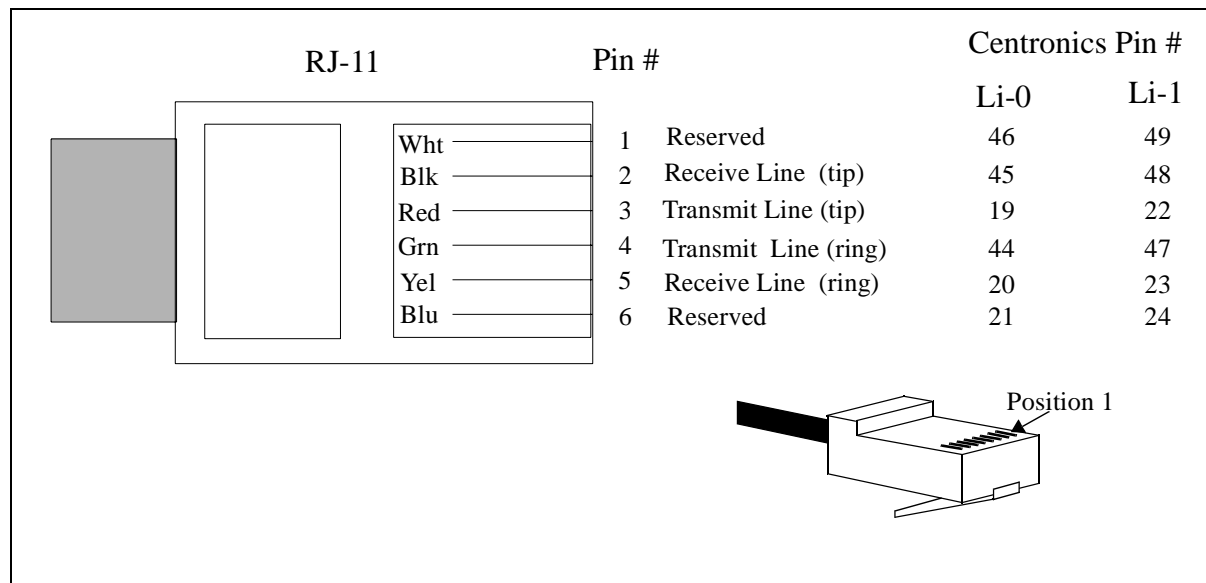 RJ-11 Pin # Centronics Pin #
Li-0 Li-1
Wht 1 Reserved 46 49
Blk 2 Receive Line (tip) 45 48
Red 3 Transmit Line (tip) 19 22
Grn 4 Transmit Line (ring) 44 47
Yel 5 Receive Line (ring) 20 23
Blu 6 Reserved 21 24
Position 1